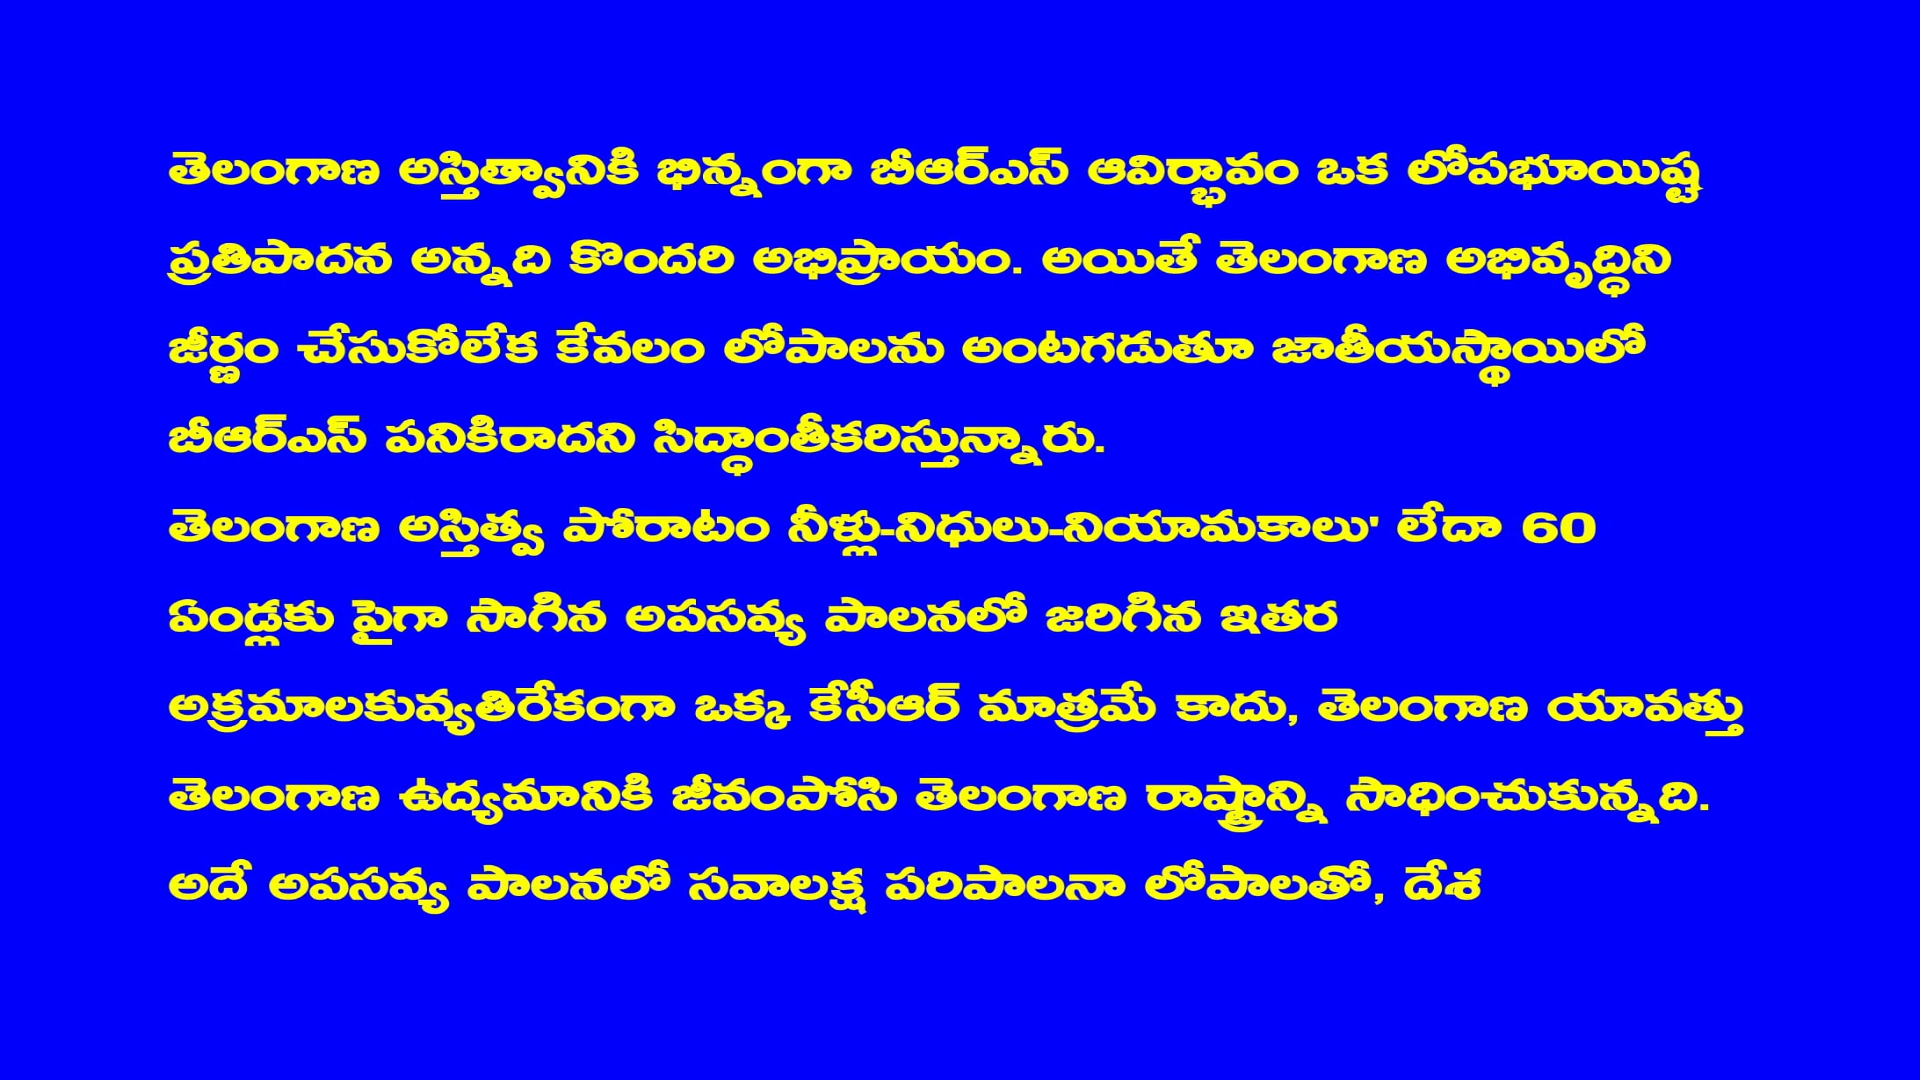 తెలంగాణ అస్తిత్వానికి భిన్నంగా బీఆర్ఎస్ ఆవిర్భావం ఒక లోపభూయిష్ట
ప్రతిపాదన అన్నది కొందరి అభిప్రాయం. అయితే తెలంగాణ అభివృద్ధిని
జీర్ణం చేసుకోలేక కేవలం లోపాలను అంటగడుతూ జాతీయస్థాయిలో
బీఆర్ఎస్ పనికిరాదని సిద్ధాంతీకరిస్తున్నారు.
తెలంగాణ అస్తిత్వ పోరాటం నీళ్లు-నిధులు-నియామకాలు' లేదా 60
ఏండ్లకు పైగా సాగిన అపసవ్య పాలనలో జరిగిన ఇతర
అక్రమాలకువ్యతిరేకంగా ఒక్క కేసీఆర్ మాత్రమే కాదు, తెలంగాణ యావత్తు
తెలంగాణ ఉద్యమానికి జీవంపోసి తెలంగాణ రాష్ట్రాన్ని సాధించుకున్నది.
అదే అపసవ్య పాలనలో సవాలక్ష పరిపాలనా లోపాలతో, దేశ